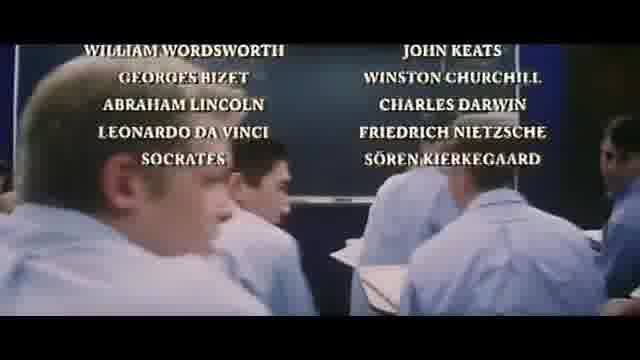 WILLIAM WORDSWORTH JOHN KEATS
GEORGES BIZET WINSTON CHURCHILL
ABRAHAM LINCOLN CHARLES DARWIN
LEONARDO DA VINCI FRIEDRICH NIETZSCHE
SOCRATES SÖREN KIERKEGAARD